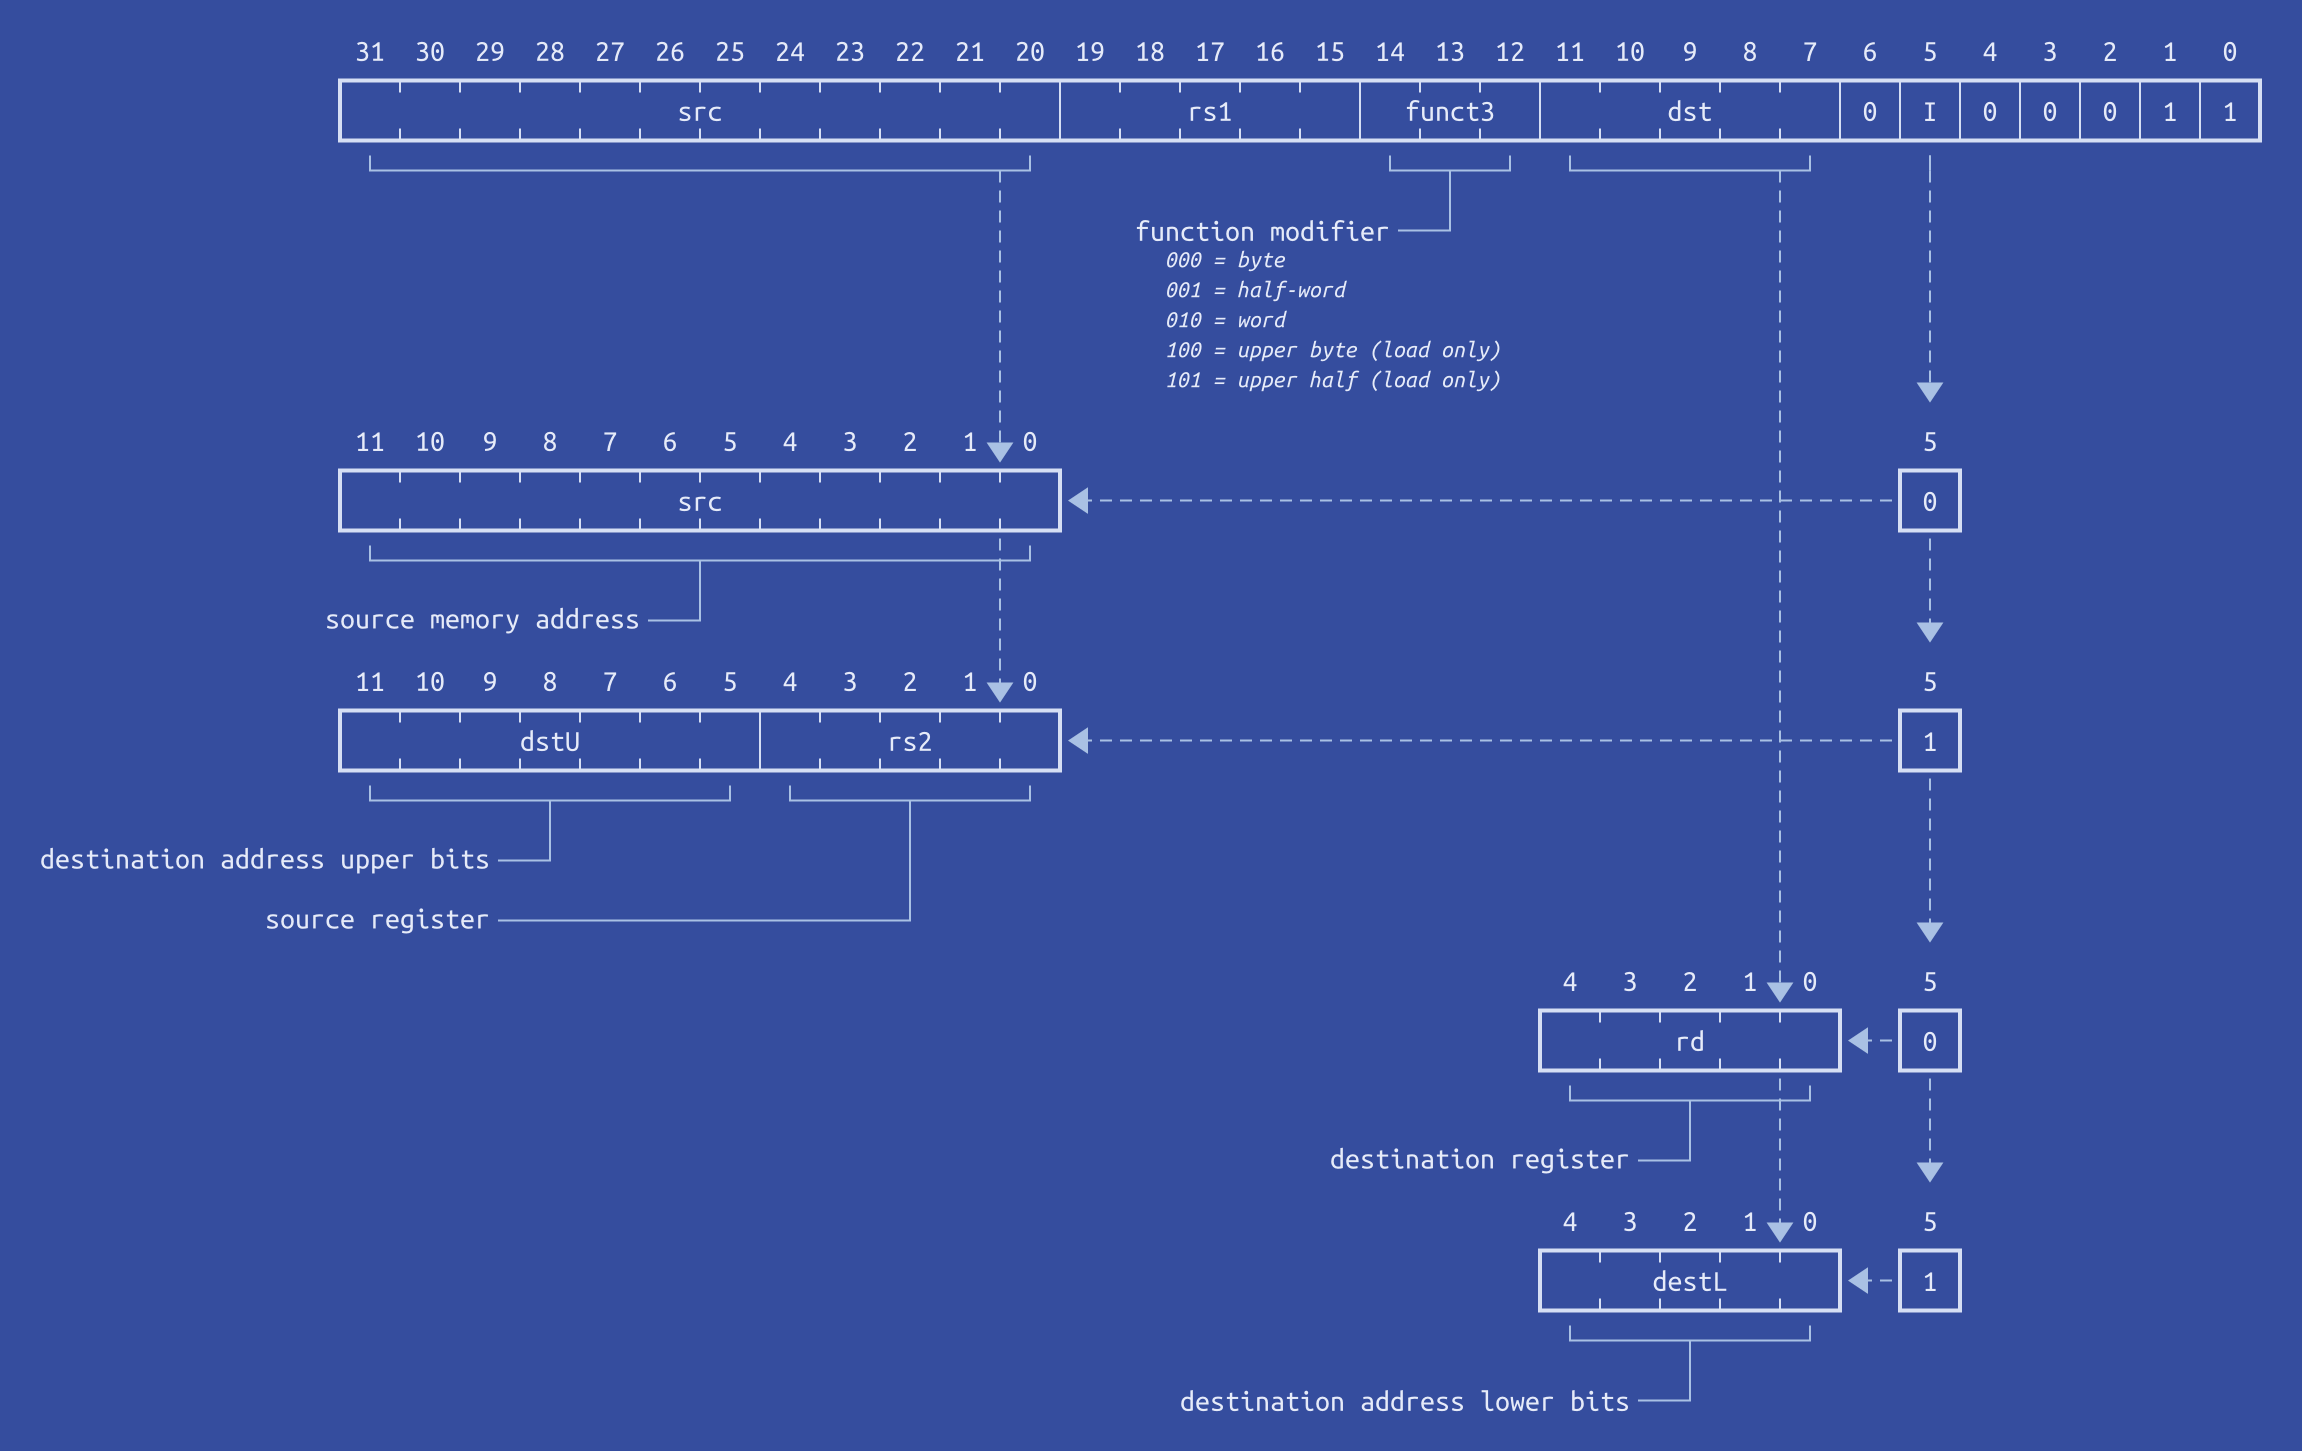 31 30 29 28 27 26 25 24 23 22 21 20 19 18 17 16 15 14 13 12 11 10 9 8 7 6 5 4 3 2 1 0
src rs1 funct3 dst 0 I 0 0 0 1 1
function modifier
000 = byte
001 = half-word
010 = word
100 = upper byte (load only)
101 = upper half (load only)
11 10 9 8 7 6 5 4 3 2 1 0 5
src 0
source memory address
11 10 9 8 7 6 5 4 3 2 1 0 5
dstU rs2 1
destination address upper bits
source register
4 3 2 1 0 5
rd 0
destination register
4 3 2 1 0 5
destL 1
destination address lower bits